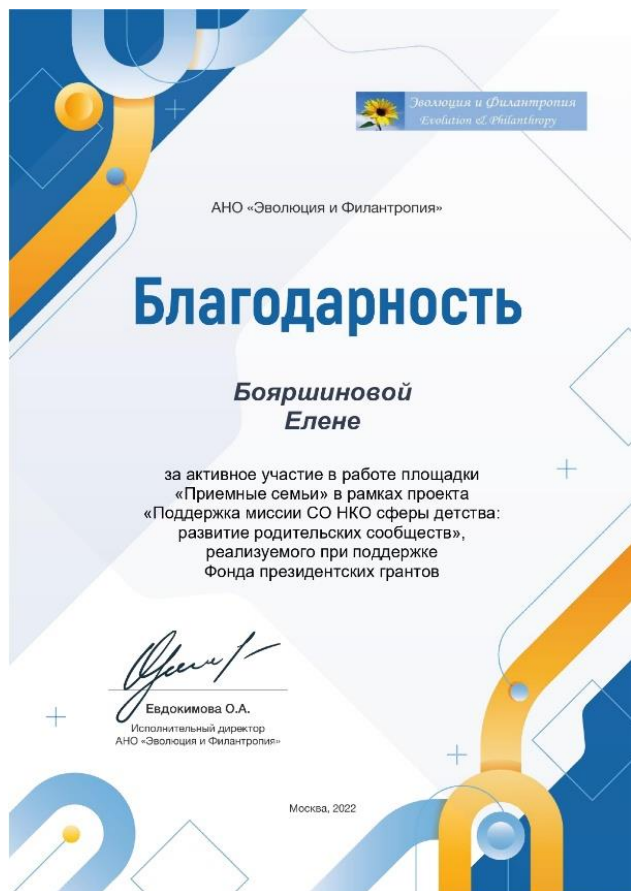 Эволюция и Филантропия
Evolution & Philanthropy
АНО «Эволюция и Филантропия»
Благодарность
Бояршиновой
Елене
за активное участие в работе площадки
«Приемные семьи» в рамках проекта
«Поддержка миссии СО НКО сферы детства:
развитие родительских сообществ»,
реализуемого при поддержке
Фонда президентских грантов
Евдокимова О.А.
Исполнительный директор
АНО «Эволюция и Филантропия»
Москва, 2022